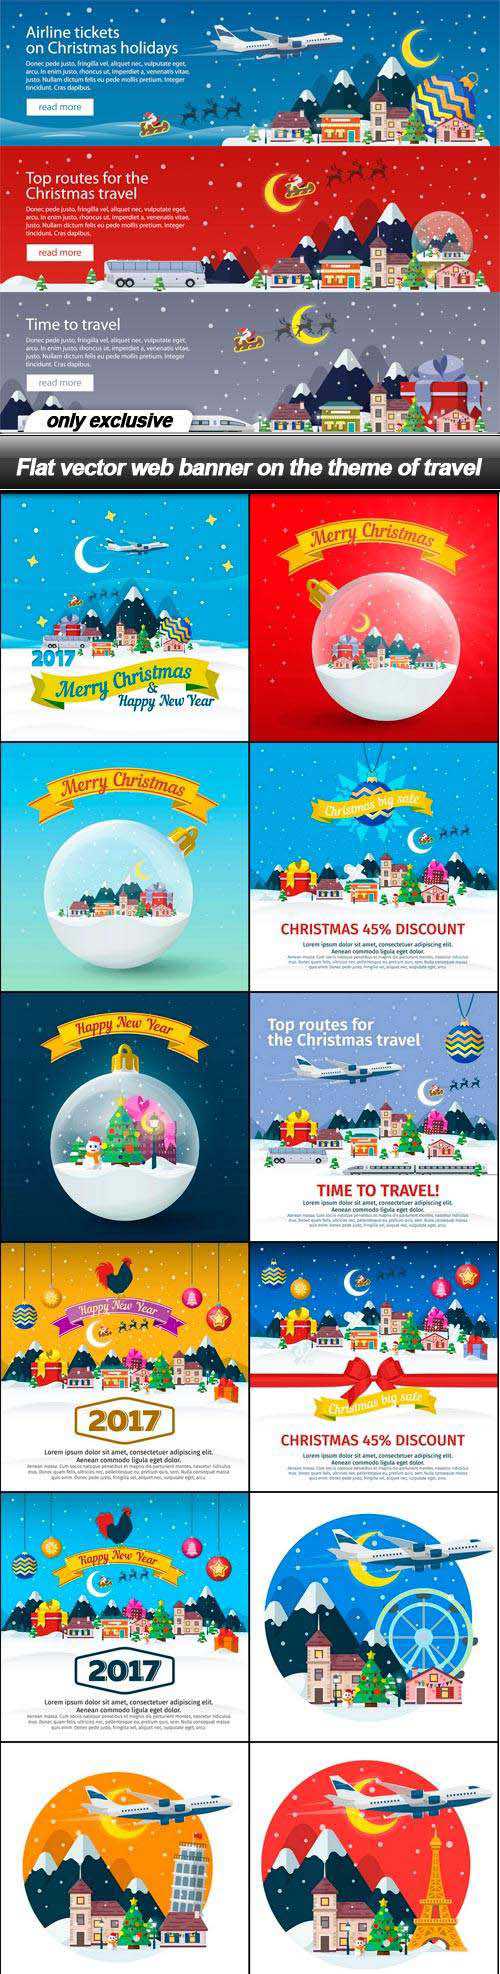 Airline tickets
on Christmas holidays
Donec pede justo, fringilla vel, aliquet nec, vulputate eget,
arcu. In enim justo, rhoncus ut, imperdiet a, venenatis vitae,
justo. Nullam dictum felis eu pede mollis pretium. Integer
tincidunt. Cras dapibus.
read more
Top routes for the
Christmas travel
Donec pede justo, fringilla vel, aliquet nec, vulputate eget,
arcu. In enim justo, rhoncus ut, imperdiet a, venenatis vitae,
justo. Nullam dictum felis eu pede mollis pretium. Integer
tincidunt. Cras dapibus.
read more
Time to travel
Donec pede justo, fringilla vel, aliquet nec, vulputate eget,
arcu. In enim justo, rhoncus ut, imperdiet a, venenatis vitae,
justo. Nullam dictum felis eu pede mollis pretium. Integer
tincidunt. Cras dapibus.
read more
only exclusive
Flat vector web banner on the theme of travel
2017
Merry Christmas
&
Happy New Year
Merry Christmas
Merry Christmas
Christmas big sale
CHRISTMAS 45% DISCOUNT
Lorem ipsum dolor sit amet, consectetuer adipiscing elit.
Aenean commodo ligula eget dolor.
Happy New Year
Top routes for
the Christmas travel
TIME TO TRAVEL!
Lorem ipsum dolor sit amet, consectetuer adipiscing elit.
Aenean commodo ligula eget dolor.
Happy New Year
2017
Lorem ipsum dolor sit amet, consectetuer adipiscing elit.
Aenean commodo ligula eget dolor.
Christmas big sale
CHRISTMAS 45% DISCOUNT
Lorem ipsum dolor sit amet, consectetuer adipiscing elit.
Aenean commodo ligula eget dolor.
Happy New Year
2017
Lorem ipsum dolor sit amet, consectetuer adipiscing elit.
Aenean commodo ligula eget dolor.